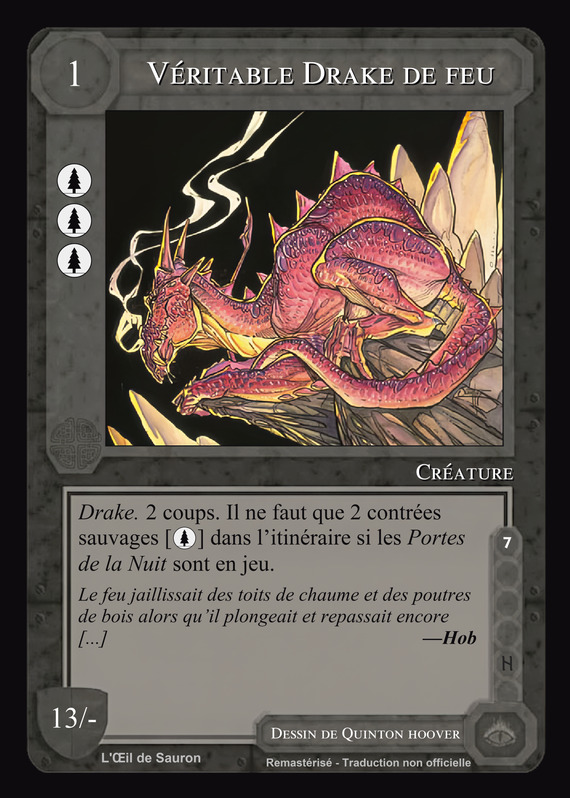 1
VÉRITABLE DRAKE DE FEU
CRÉATURE
Drake. 2 coups. Il ne faut que 2 contrées
sauvages [ ] dans l'itinéraire si les Portes
de la Nuit sont en jeu.
7
Le feu jaillissait des toits de chaume et des poutres
de bois alors qu'il plongeait et repassait encore
[...] —Hob
13/-
DESSIN DE QUINTON HOOVER
L'Œil de Sauron
Remastérisé - Traduction non officielle